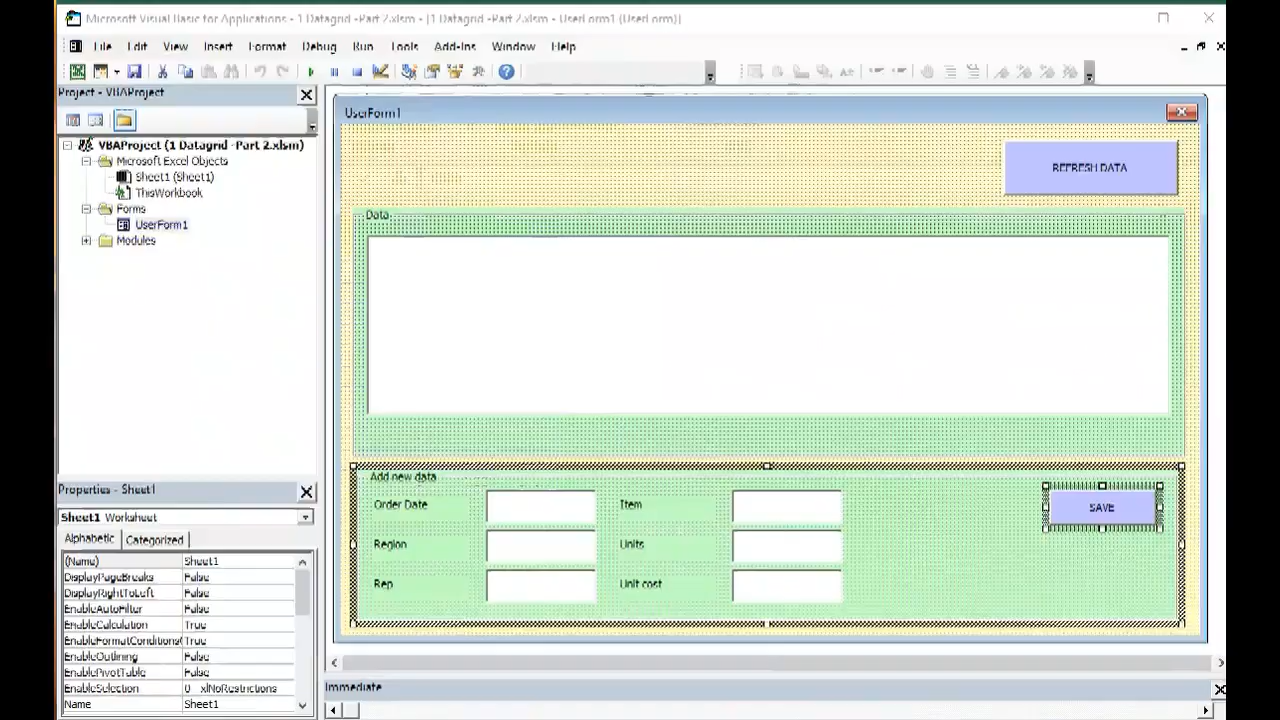 Microsoft Visual Basic for Applications - 1 Datagrid -Part 2.xlsm - [1 Datagrid -Part 2.xlsm - UserForm1 (UserForm)]
File Edit View Insert Format Debug Run Tools Add-Ins Window Help
Project - VBAProject
VBAProject (1 Datagrid -Part 2.xlsm)
Microsoft Excel Objects
Sheet1 (Sheet1)
ThisWorkbook
Forms
UserForm1
Modules
Properties - Sheet1
Sheet1 Worksheet
Alphabetic Categorized
(Name) Sheet1
DisplayPageBreaks False
DisplayRightToLeft False
EnableAutoFilter False
EnableCalculation True
EnableFormatConditions True
EnableOutlining False
EnablePivotTable False
EnableSelection 0 xlNoRestrictions
Name Sheet1
UserForm1
REFRESH DATA
Data
Add new data
Order Date Item SAVE
Region Units
Rep Unit cost
Immediate